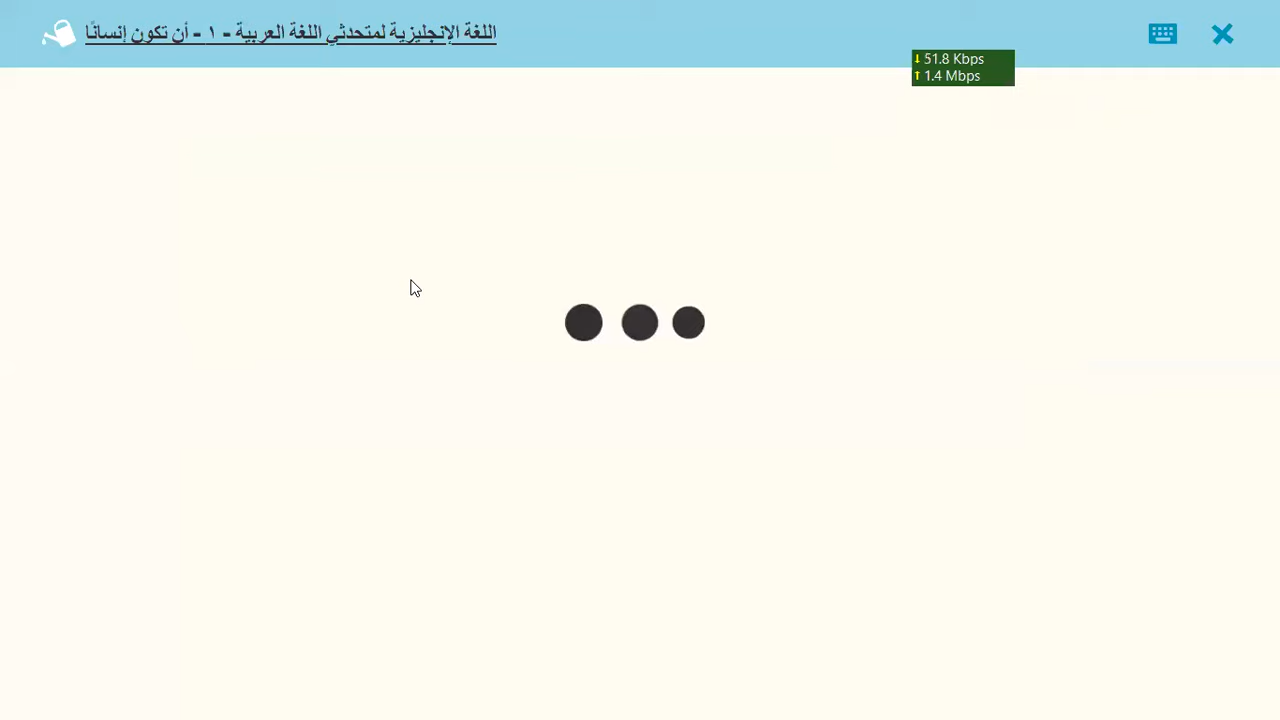 اللغة الإنجليزية لمتحدثي اللغة العربية - ١ - أن تكون إنسانًا
↓ 51.8 Kbps
↑ 1.4 Mbps